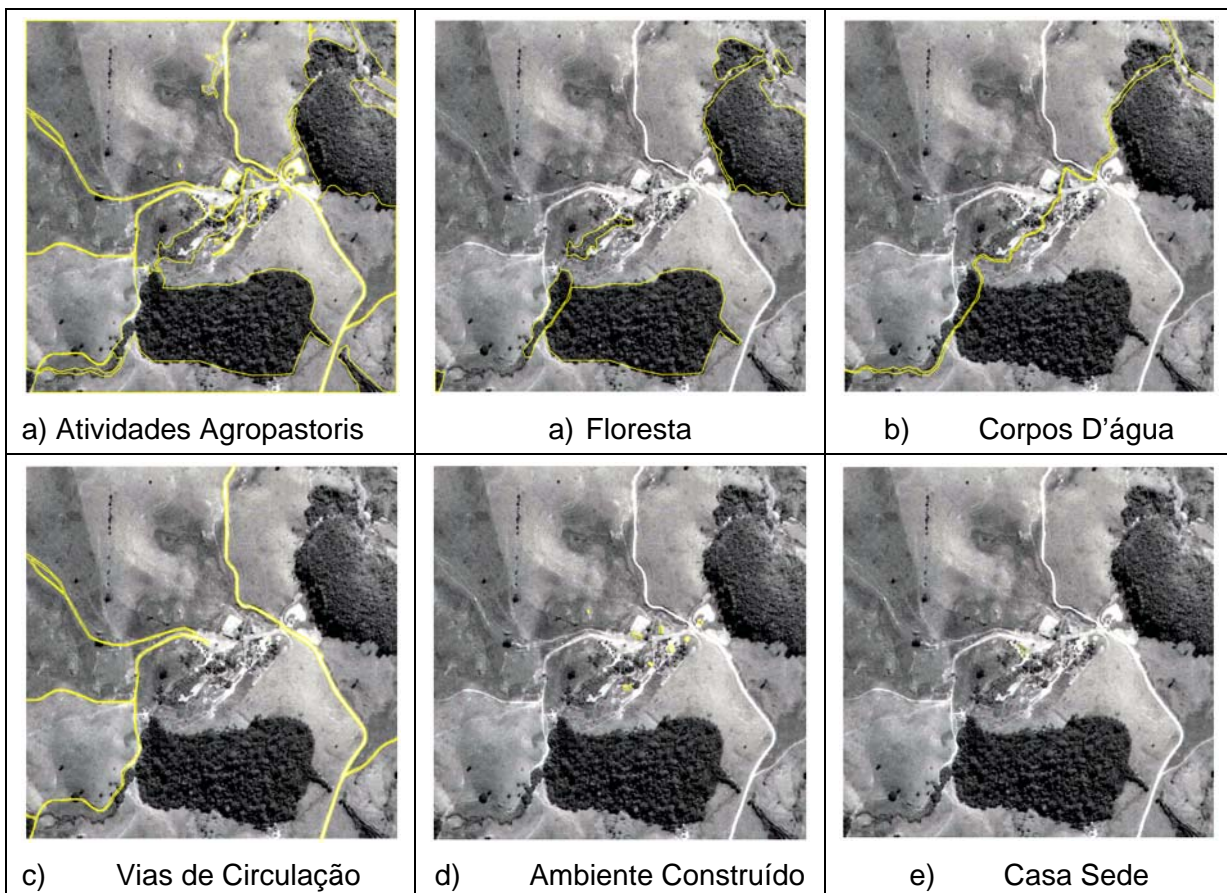 a) Atividades Agropastoris
a) Floresta
b) Corpos D'água
c) Vias de Circulação
d) Ambiente Construído
e) Casa Sede